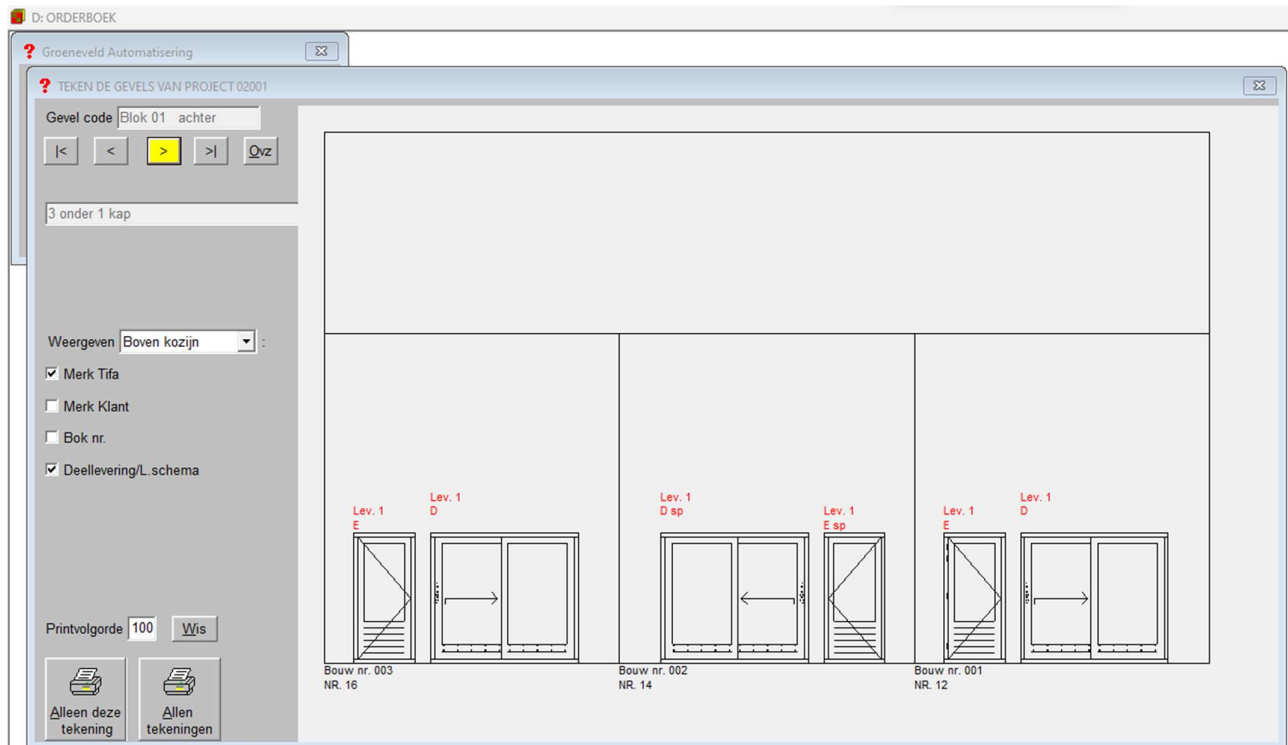 D: ORDERBOEK
Groeneveld Automatisering
TEKEN DE GEVELS VAN PROJECT 02001
Gevel code Blok 01 achter
|< < > >| Ovz
3 onder 1 kap
Weergeven Boven kozijn :
Merk Tifa
Merk Klant
Bok nr.
Deellevering/L.schema
Printvolgorde 100 Wis
Alleen deze
tekening
Allen
tekeningen
Lev. 1
E
Lev. 1
D
Lev. 1
D sp
Lev. 1
E sp
Lev. 1
E
Lev. 1
D
Bouw nr. 003
NR. 16
Bouw nr. 002
NR. 14
Bouw nr. 001
NR. 12